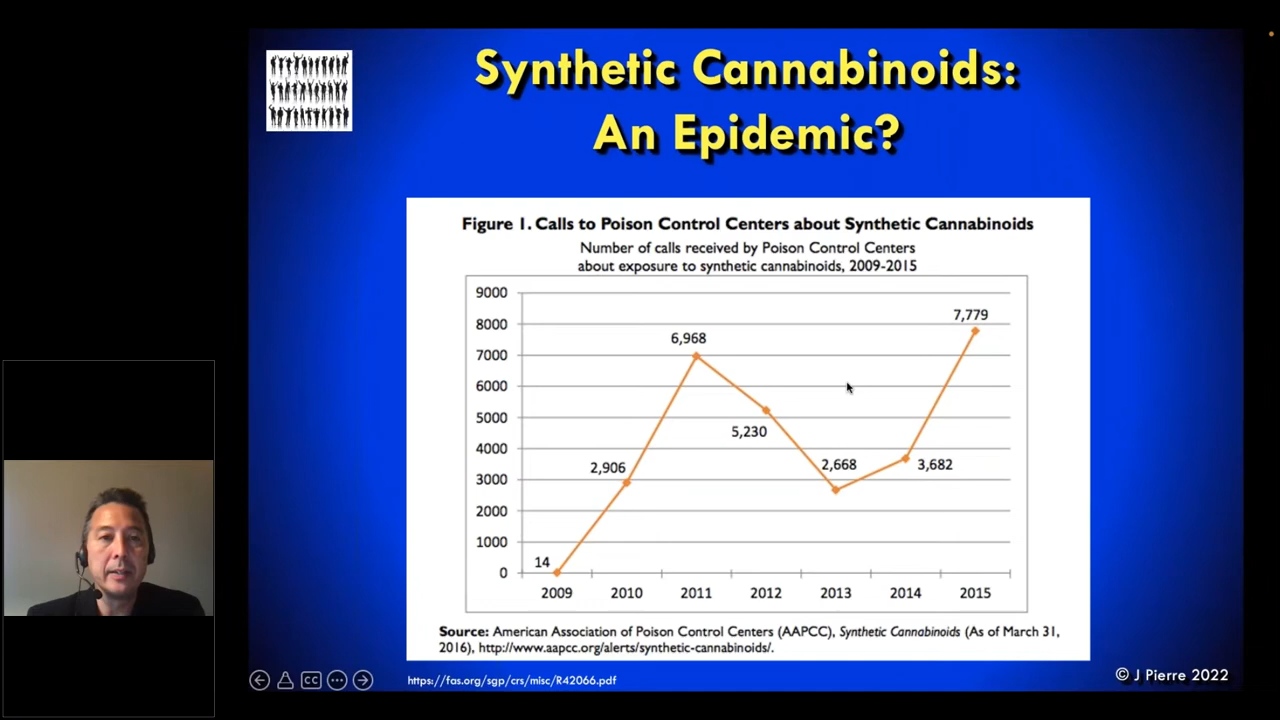 Synthetic Cannabinoids:
An Epidemic?
Figure 1. Calls to Poison Control Centers about Synthetic Cannabinoids
Number of calls received by Poison Control Centers
about exposure to synthetic cannabinoids, 2009-2015
9000
8000
7000
6000
5000
4000
3000
2000
1000
0
14
2,906
6,968
5,230
2,668
3,682
7,779
2009 2010 2011 2012 2013 2014 2015
Source: American Association of Poison Control Centers (AAPCC), Synthetic Cannabinoids (As of March 31,
2016), http://www.aapcc.org/alerts/synthetic-cannabinoids/.
CC
https://fas.org/sgp/crs/misc/R42066.pdf
© J Pierre 2022